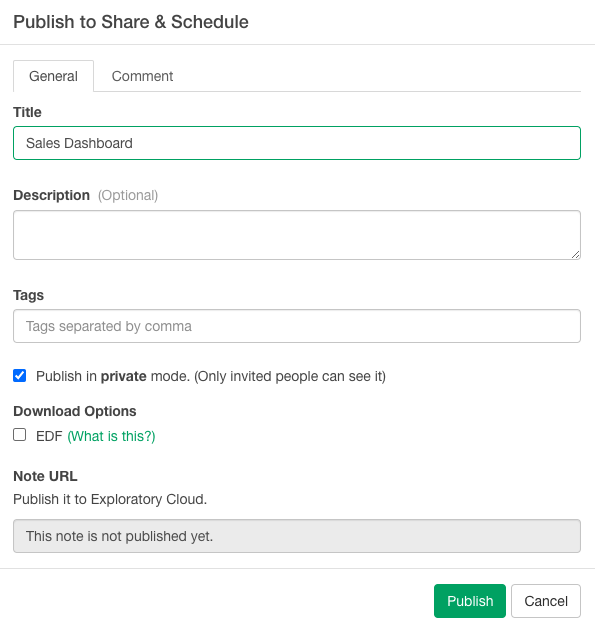 Publish to Share & Schedule
General Comment
Title
Sales Dashboard
Description (Optional)
Tags
Tags separated by comma
Publish in private mode. (Only invited people can see it)
Download Options
EDF (What is this?)
Note URL
Publish it to Exploratory Cloud.
This note is not published yet.
Publish Cancel